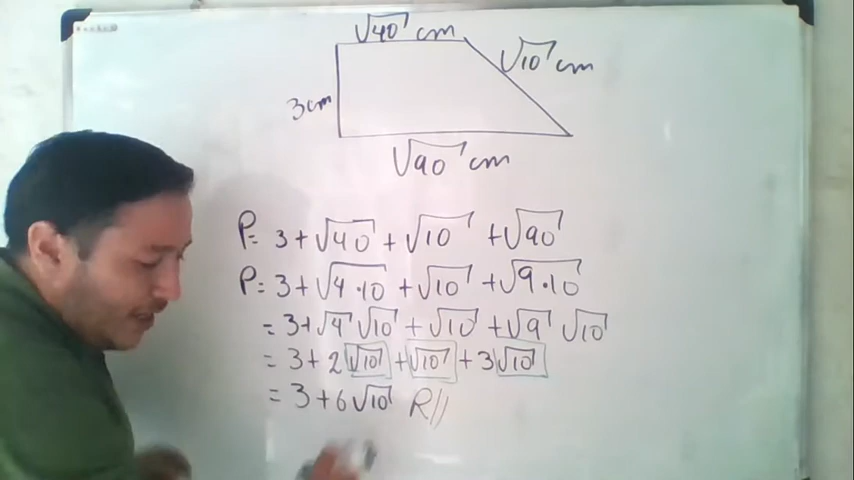 √40 cm
√10 cm
3cm
√90 cm
P= 3+√40 + √10 + √90
P= 3+√4·10 + √10 + √9·10
= 3+√4 √10 + √10 + √9 √10
= 3+2√10 + √10 + 3√10
= 3+6√10 R//